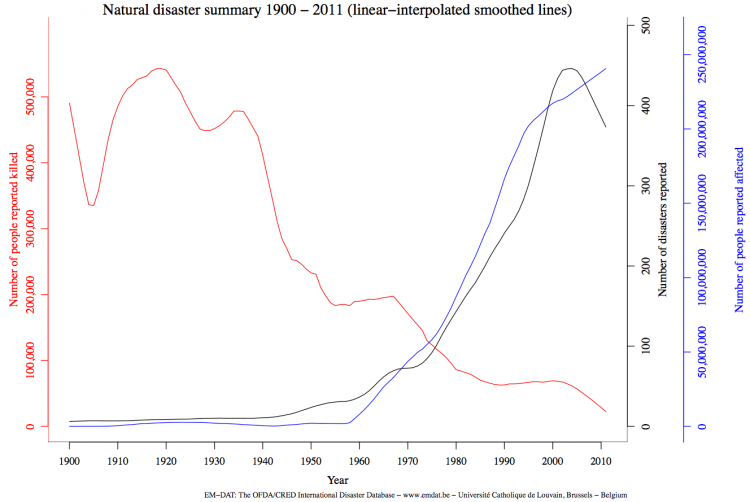 Natural disaster summary 1900 − 2011 (linear−interpolated smoothed lines)
Number of people reported killed
0
100,000
200,000
300,000
400,000
500,000
Number of disasters reported
0
100
200
300
400
500
Number of people reported affected
0
50,000,000
100,000,000
150,000,000
200,000,000
250,000,000
1900 1910 1920 1930 1940 1950 1960 1970 1980 1990 2000 2010
Year
EM−DAT: The OFDA/CRED International Disaster Database − www.emdat.be − Université Catholique de Louvain, Brussels − Belgium